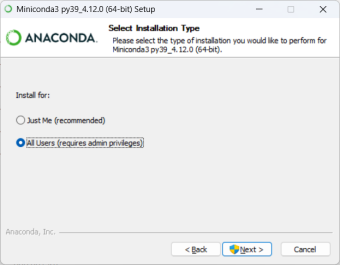 Miniconda3 py39_4.12.0 (64-bit) Setup
ANACONDA.
Select Installation Type
Please select the type of installation you would like to perform for
Miniconda3 py39_4.12.0 (64-bit).
Install for:
Just Me (recommended)
All Users (requires admin privileges)
Anaconda, Inc.
< Back
Next >
Cancel